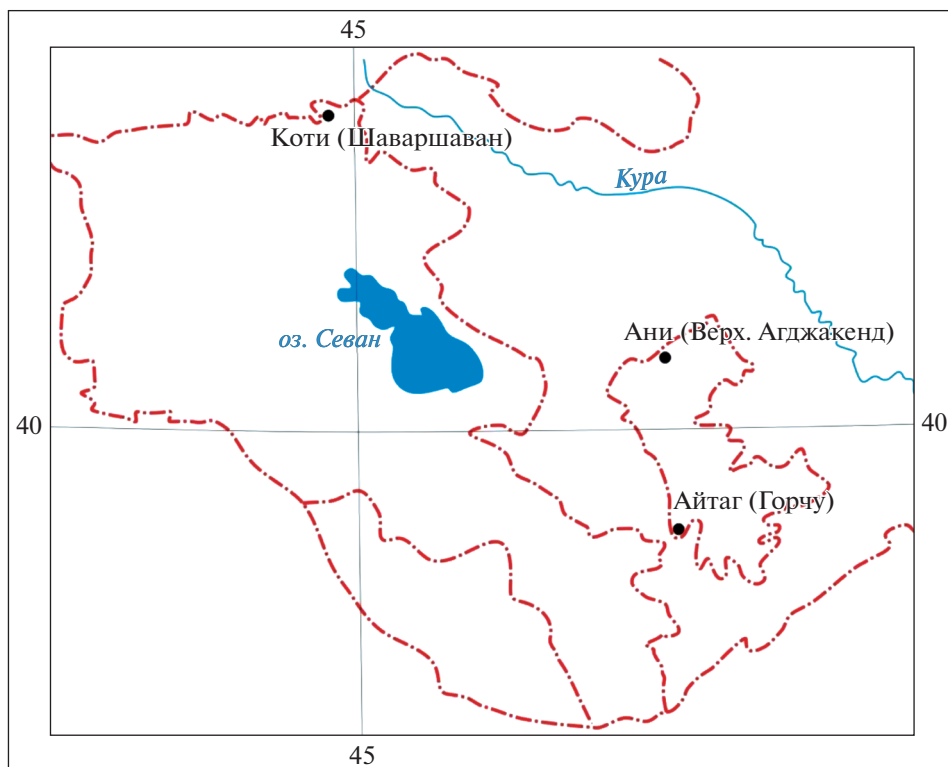 45
Коти (Шаваршаван)
Кура
оз. Севан
Ани (Верх. Агджакенд)
40
40
Айтаг (Горчу)
45